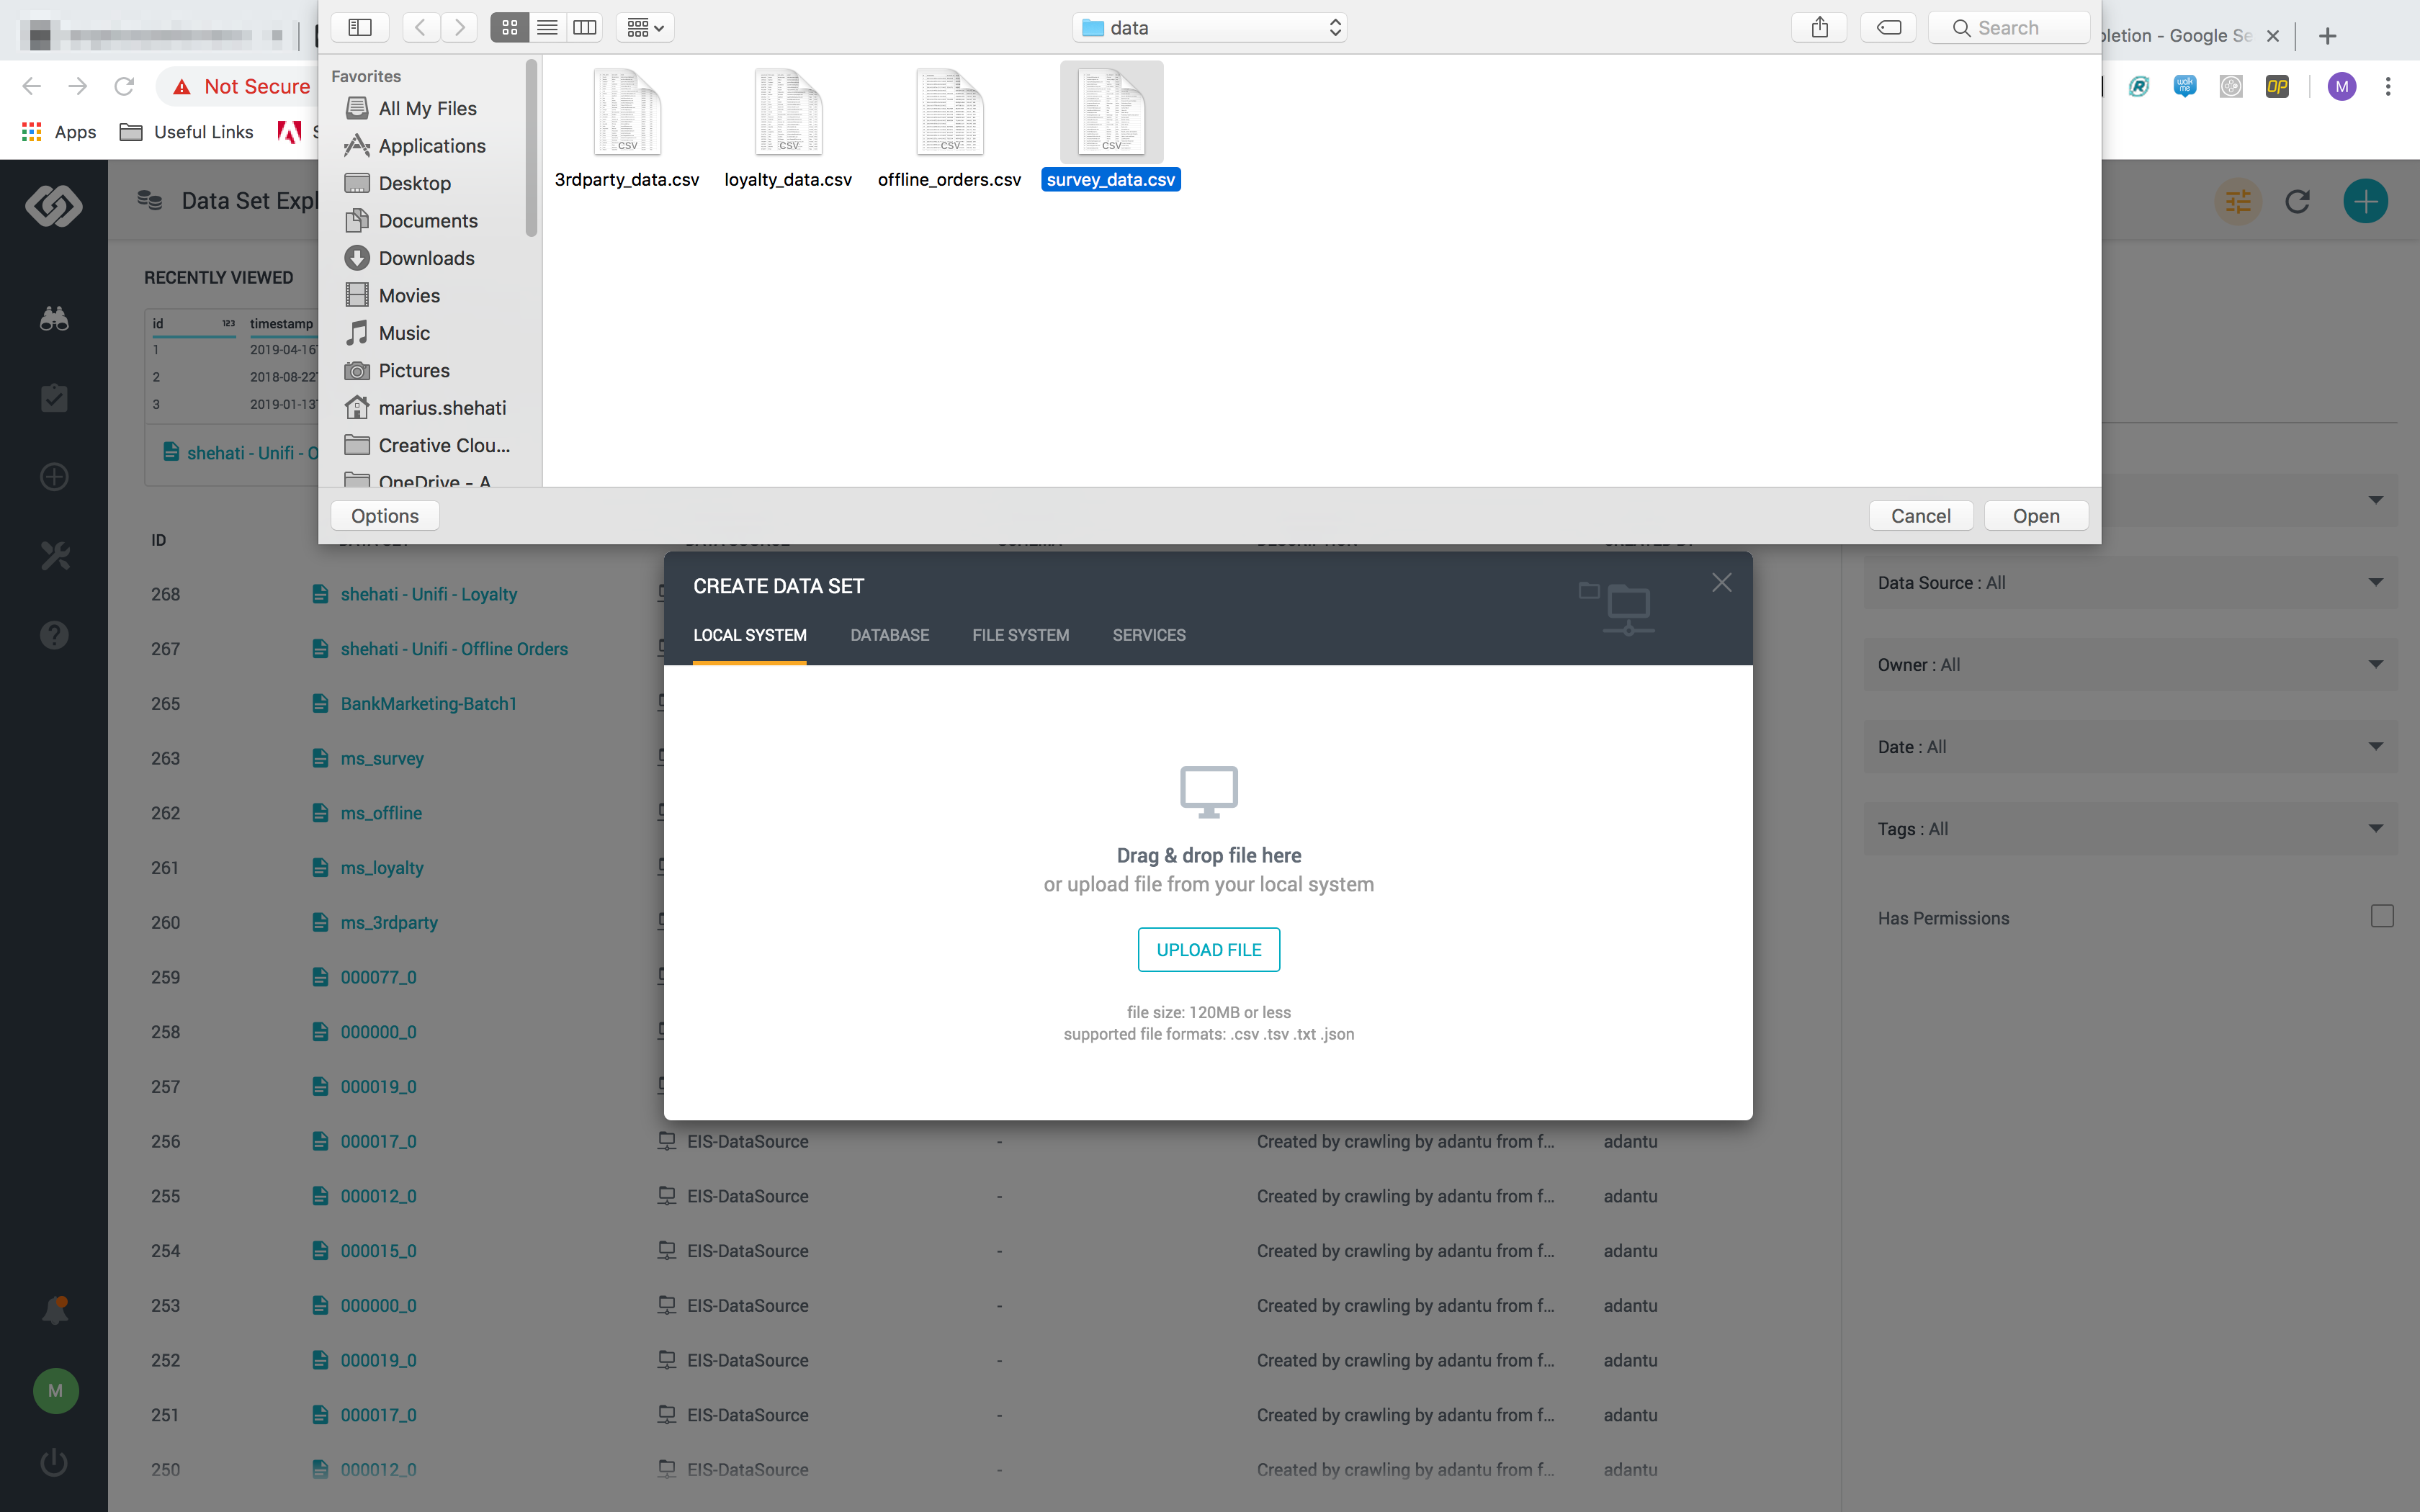 data
Search
pletion - Google Se
Not Secure
OP
M
Apps
Useful Links
Favorites
All My Files
Applications
Desktop
Documents
Downloads
Movies
Music
Pictures
marius.shehati
Creative Clou...
OneDrive - A
CSV
CSV
CSV
CSV
3rdparty_data.csv
loyalty_data.csv
offline_orders.csv
survey_data.csv
Options
Cancel
Open
Data Set Expl
RECENTLY VIEWED
id 123 timestamp
1 2019-04-16T
2 2018-08-22T
3 2019-01-13T
shehati - Unifi - O
ID
CREATE DATA SET
LOCAL SYSTEM
DATABASE
FILE SYSTEM
SERVICES
Drag & drop file here
or upload file from your local system
UPLOAD FILE
file size: 120MB or less
supported file formats: .csv .tsv .txt .json
268 shehati - Unifi - Loyalty
267 shehati - Unifi - Offline Orders
265 BankMarketing-Batch1
263 ms_survey
262 ms_offline
261 ms_loyalty
260 ms_3rdparty
259 000077_0
258 000000_0
257 000019_0
256 000017_0 EIS-DataSource - Created by crawling by adantu from f... adantu
255 000012_0 EIS-DataSource - Created by crawling by adantu from f... adantu
254 000015_0 EIS-DataSource - Created by crawling by adantu from f... adantu
253 000000_0 EIS-DataSource - Created by crawling by adantu from f... adantu
252 000019_0 EIS-DataSource - Created by crawling by adantu from f... adantu
251 000017_0 EIS-DataSource - Created by crawling by adantu from f... adantu
250 000012_0 EIS-DataSource - Created by crawling by adantu from f... adantu
Data Source : All
Owner : All
Date : All
Tags : All
Has Permissions
M